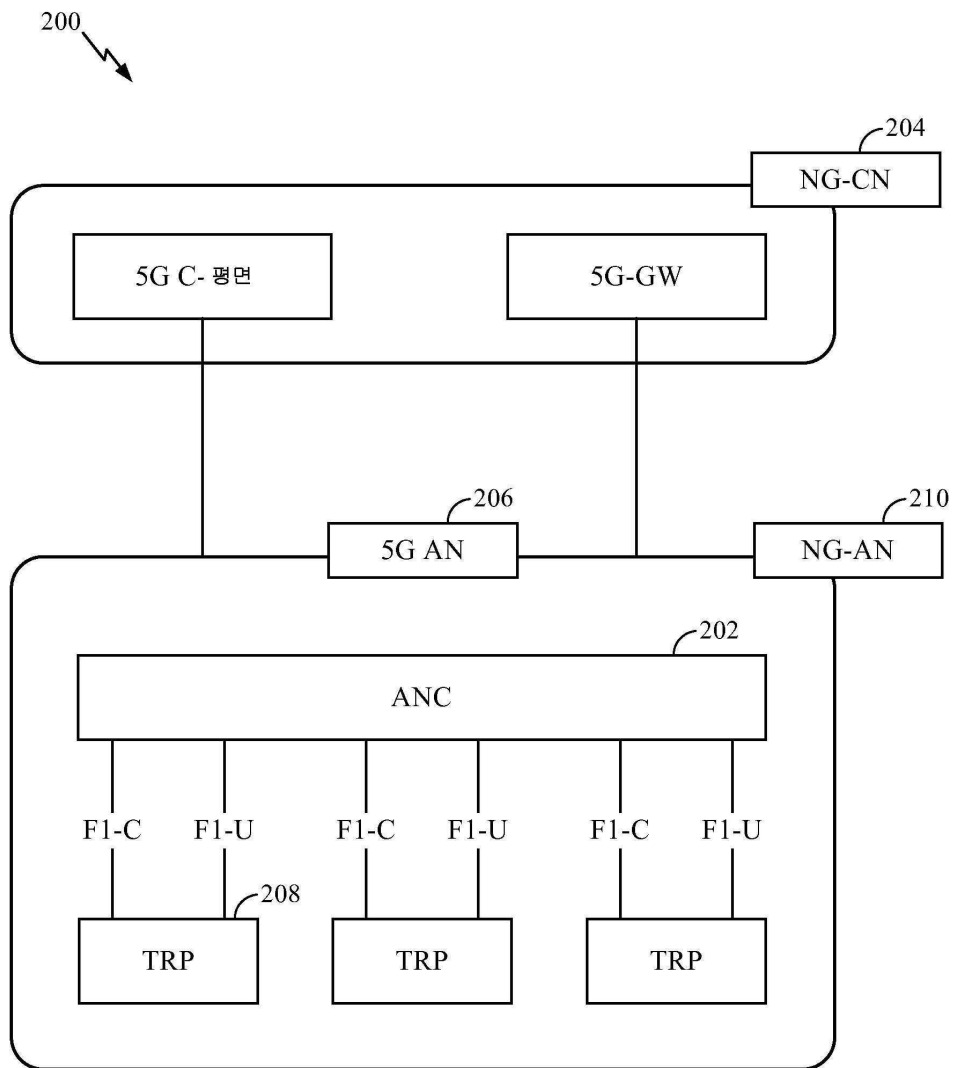 200
204
NG-CN
5G C- 평면
5G-GW
206
5G AN
210
NG-AN
202
ANC
F1-C
F1-U
F1-C
F1-U
F1-C
F1-U
208
TRP
TRP
TRP